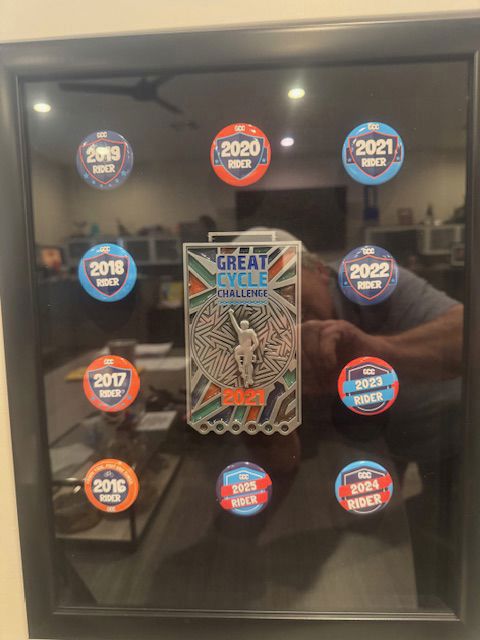 GCC
2019
RIDER
GCC
2020
RIDER
GCC
2021
RIDER
GCC
2018
RIDER
GREAT
CYCLE
CHALLENGE
2021
GCC
2022
RIDER
GCC
2017
RIDER
GCC
2023
RIDER
2016
RIDER
GCC
GCC
2025
RIDER
GCC
2024
RIDER